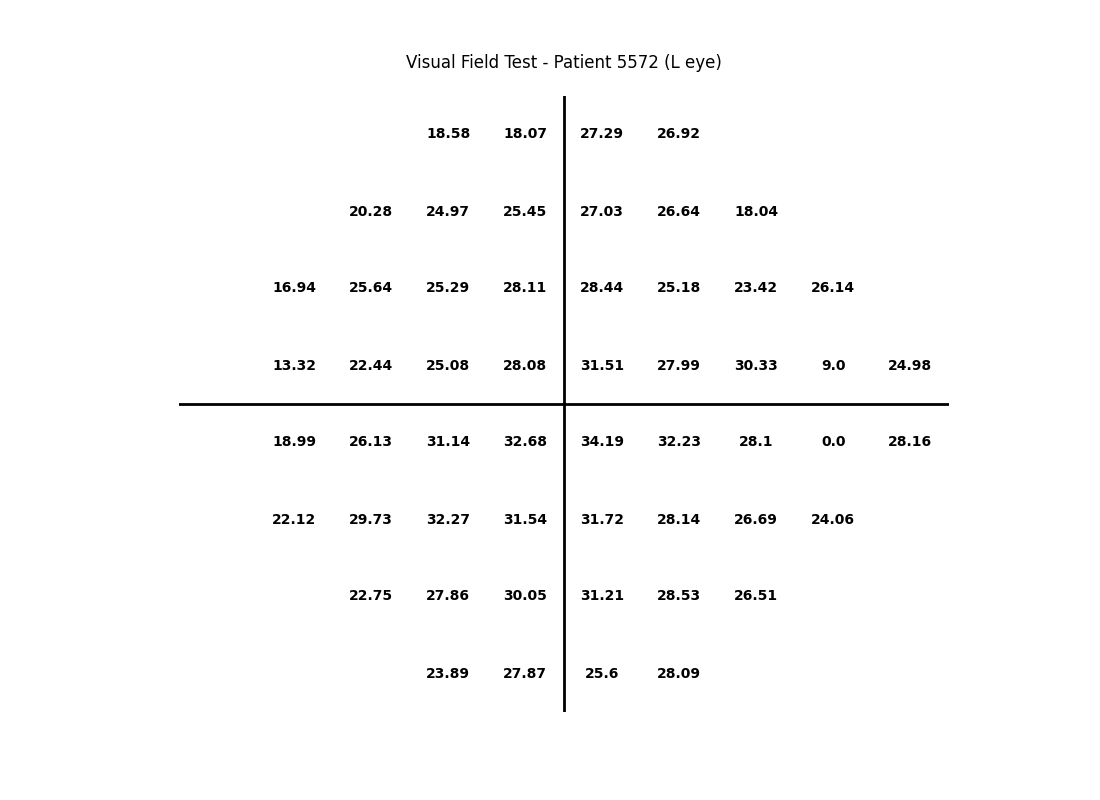 Visual Field Test - Patient 5572 (L eye)
18.58 18.07 27.29 26.92
20.28 24.97 25.45 27.03 26.64 18.04
16.94 25.64 25.29 28.11 28.44 25.18 23.42 26.14
13.32 22.44 25.08 28.08 31.51 27.99 30.33 9.0 24.98
18.99 26.13 31.14 32.68 34.19 32.23 28.1 0.0 28.16
22.12 29.73 32.27 31.54 31.72 28.14 26.69 24.06
22.75 27.86 30.05 31.21 28.53 26.51
23.89 27.87 25.6 28.09